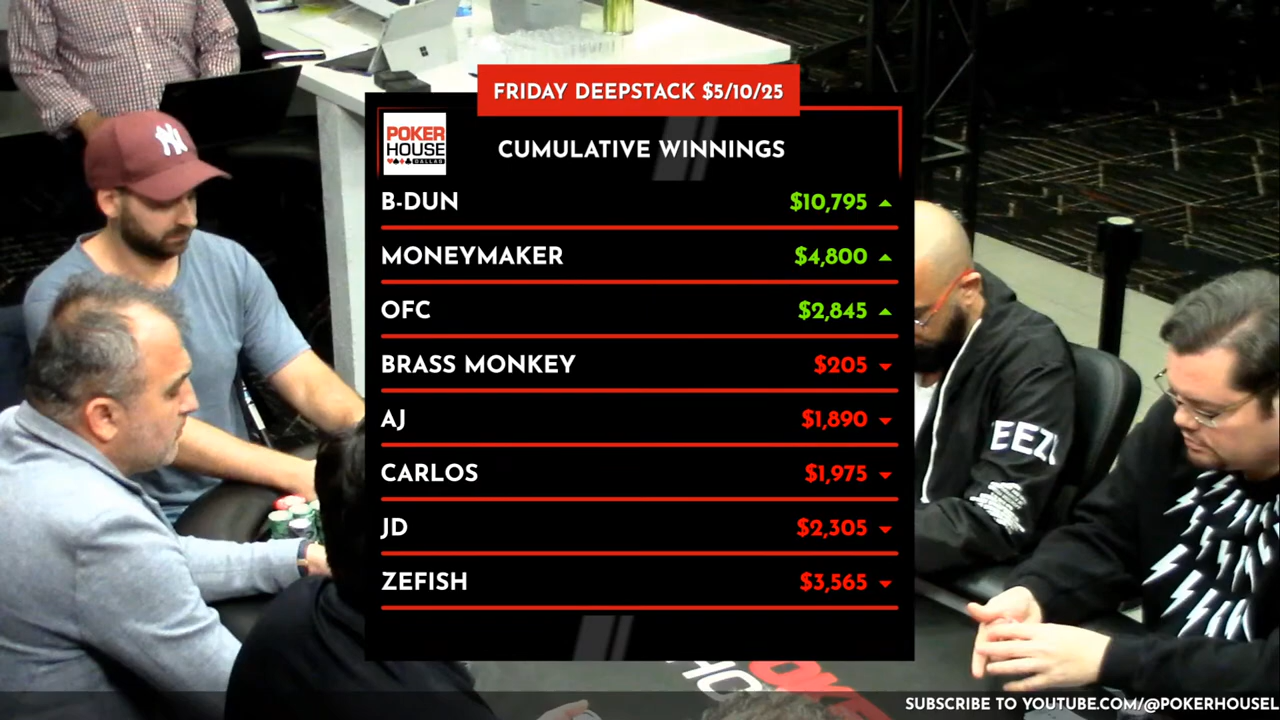 FRIDAY DEEPSTACK $5/10/25
POKER
HOUSE
DALLAS
CUMULATIVE WINNINGS
B-DUN $10,795
MONEYMAKER $4,800
OFC $2,845
BRASS MONKEY $205
AJ $1,890
CARLOS $1,975
JD $2,305
ZEFISH $3,565
NY
EEZ
SUBSCRIBE TO YOUTUBE.COM/@POKERHOUSE